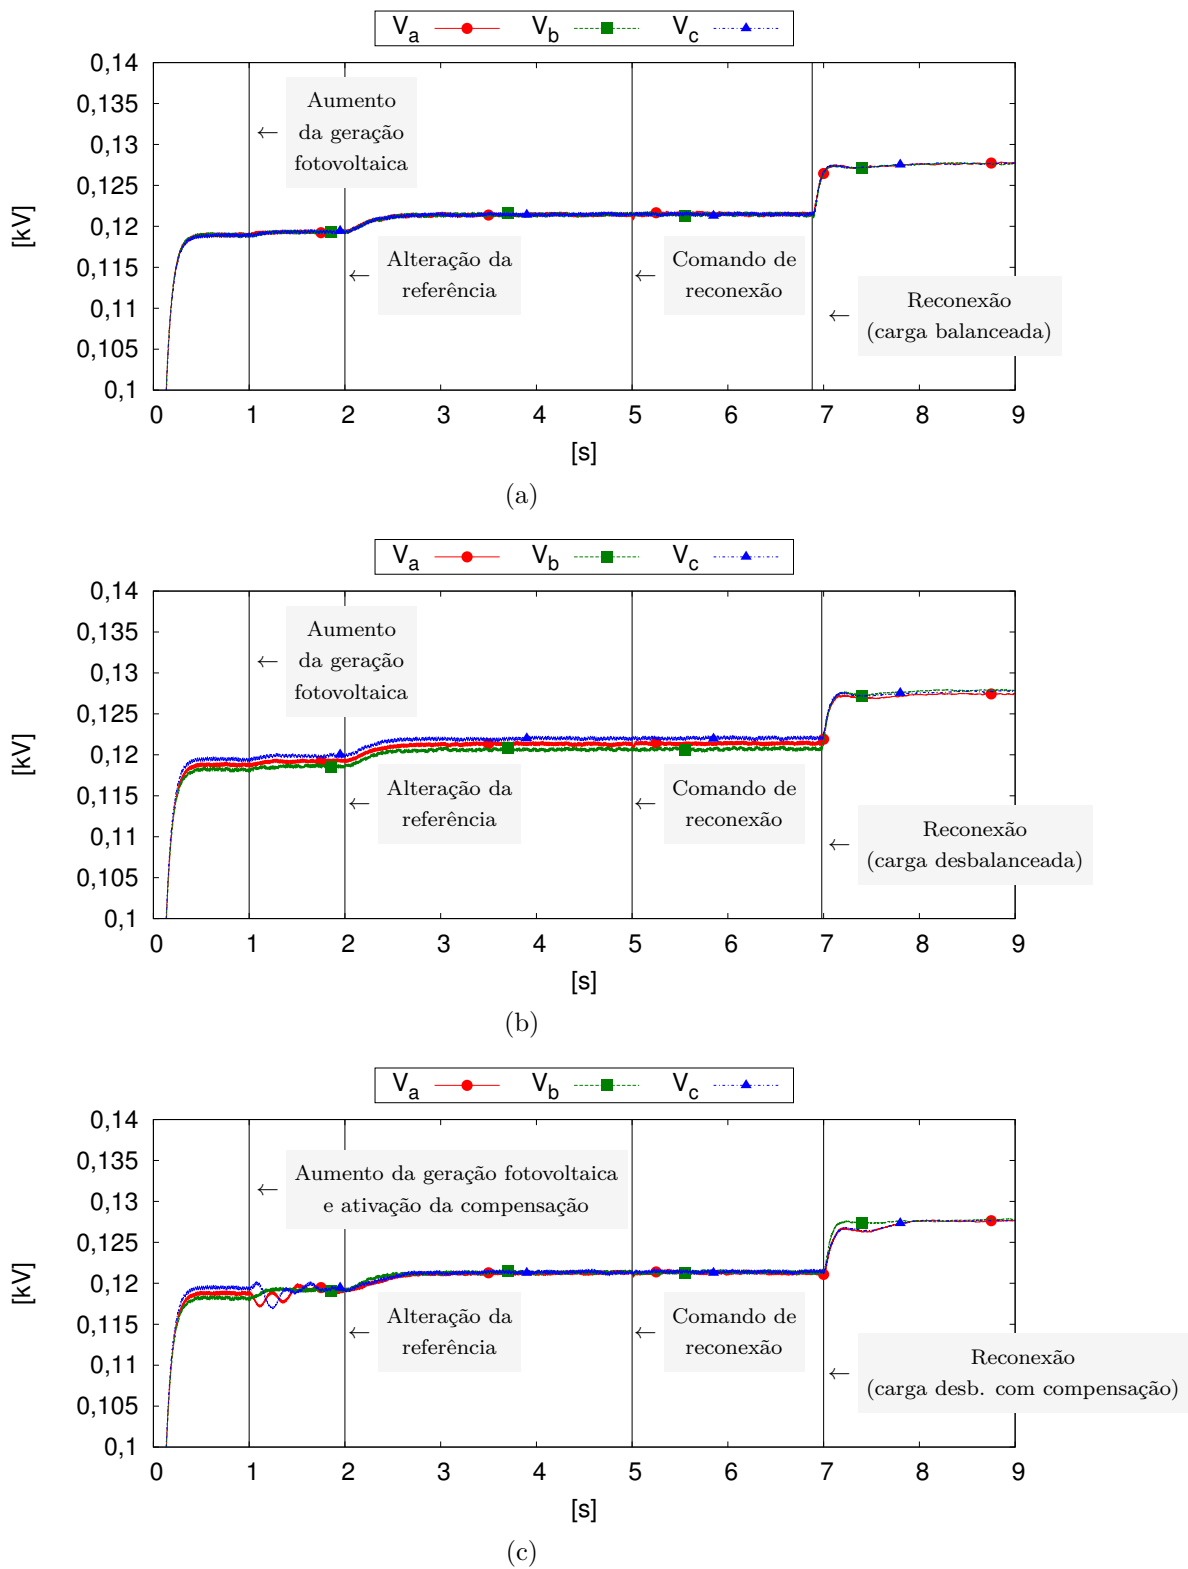 Va Vb Vc
0,14
0,135
0,13
0,125
0,12
0,115
0,11
0,105
0,1
[kV]
Aumento
da geração
fotovoltaica
←
Alteração da
referência
←
Comando de
reconexão
←
Reconexão
(carga balanceada)
←
0 1 2 3 4 5 6 7 8 9
[s]
(a)
Va Vb Vc
0,14
0,135
0,13
0,125
0,12
0,115
0,11
0,105
0,1
[kV]
Aumento
da geração
fotovoltaica
←
Alteração da
referência
←
Comando de
reconexão
←
Reconexão
(carga desbalanceada)
←
0 1 2 3 4 5 6 7 8 9
[s]
(b)
Va Vb Vc
0,14
0,135
0,13
0,125
0,12
0,115
0,11
0,105
0,1
[kV]
Aumento da geração fotovoltaica
e ativação da compensação
←
Alteração da
referência
←
Comando de
reconexão
←
Reconexão
(carga desb. com compensação)
←
0 1 2 3 4 5 6 7 8 9
[s]
(c)